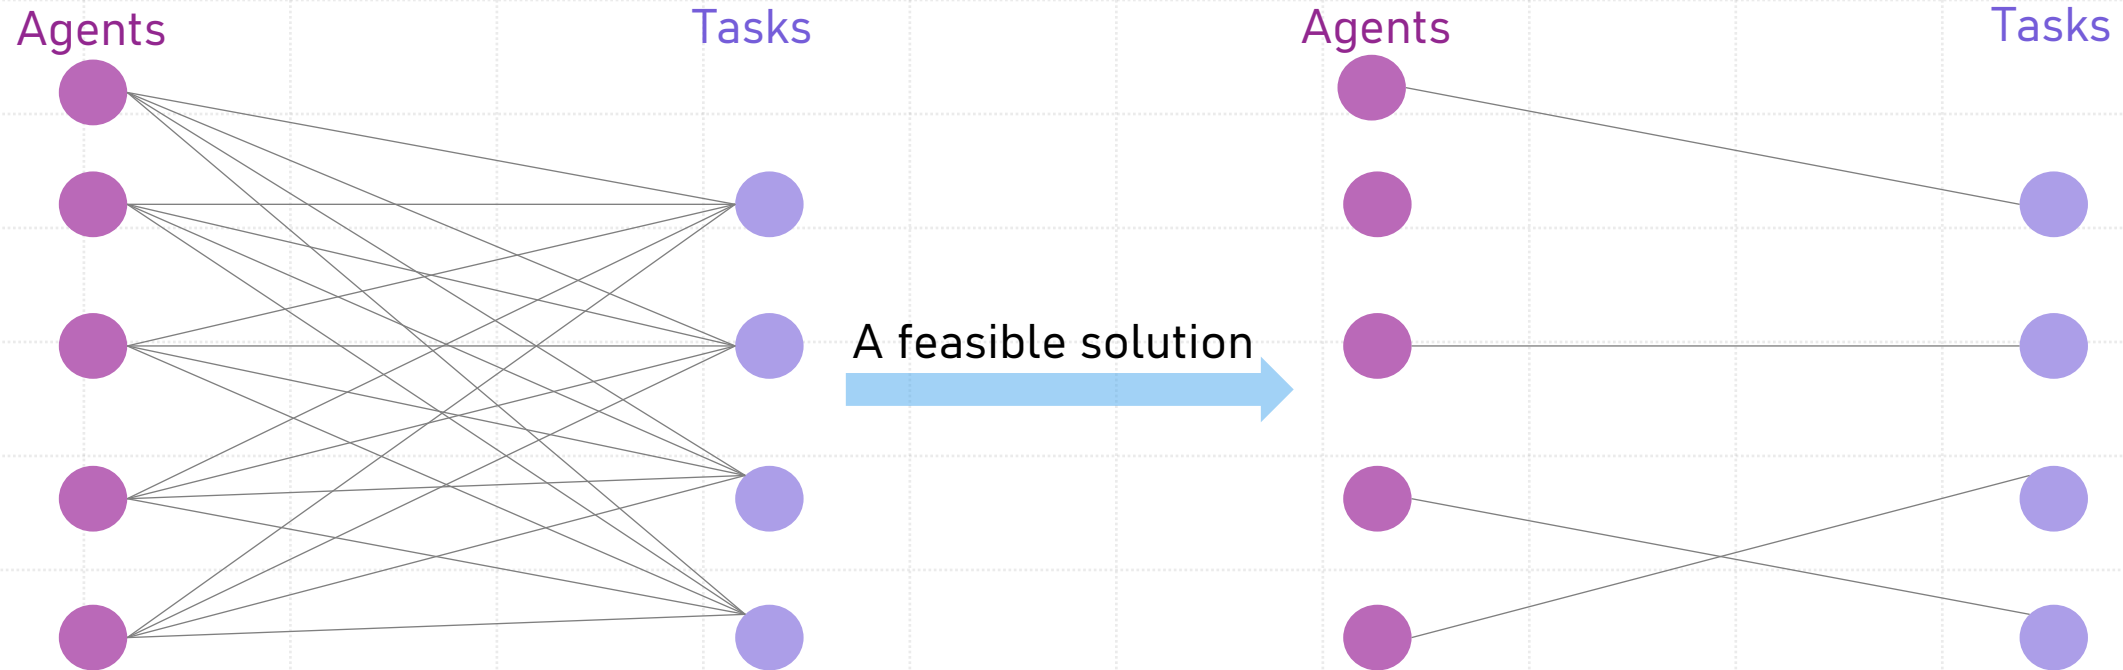 Agents
Tasks
A feasible solution
Agents
Tasks